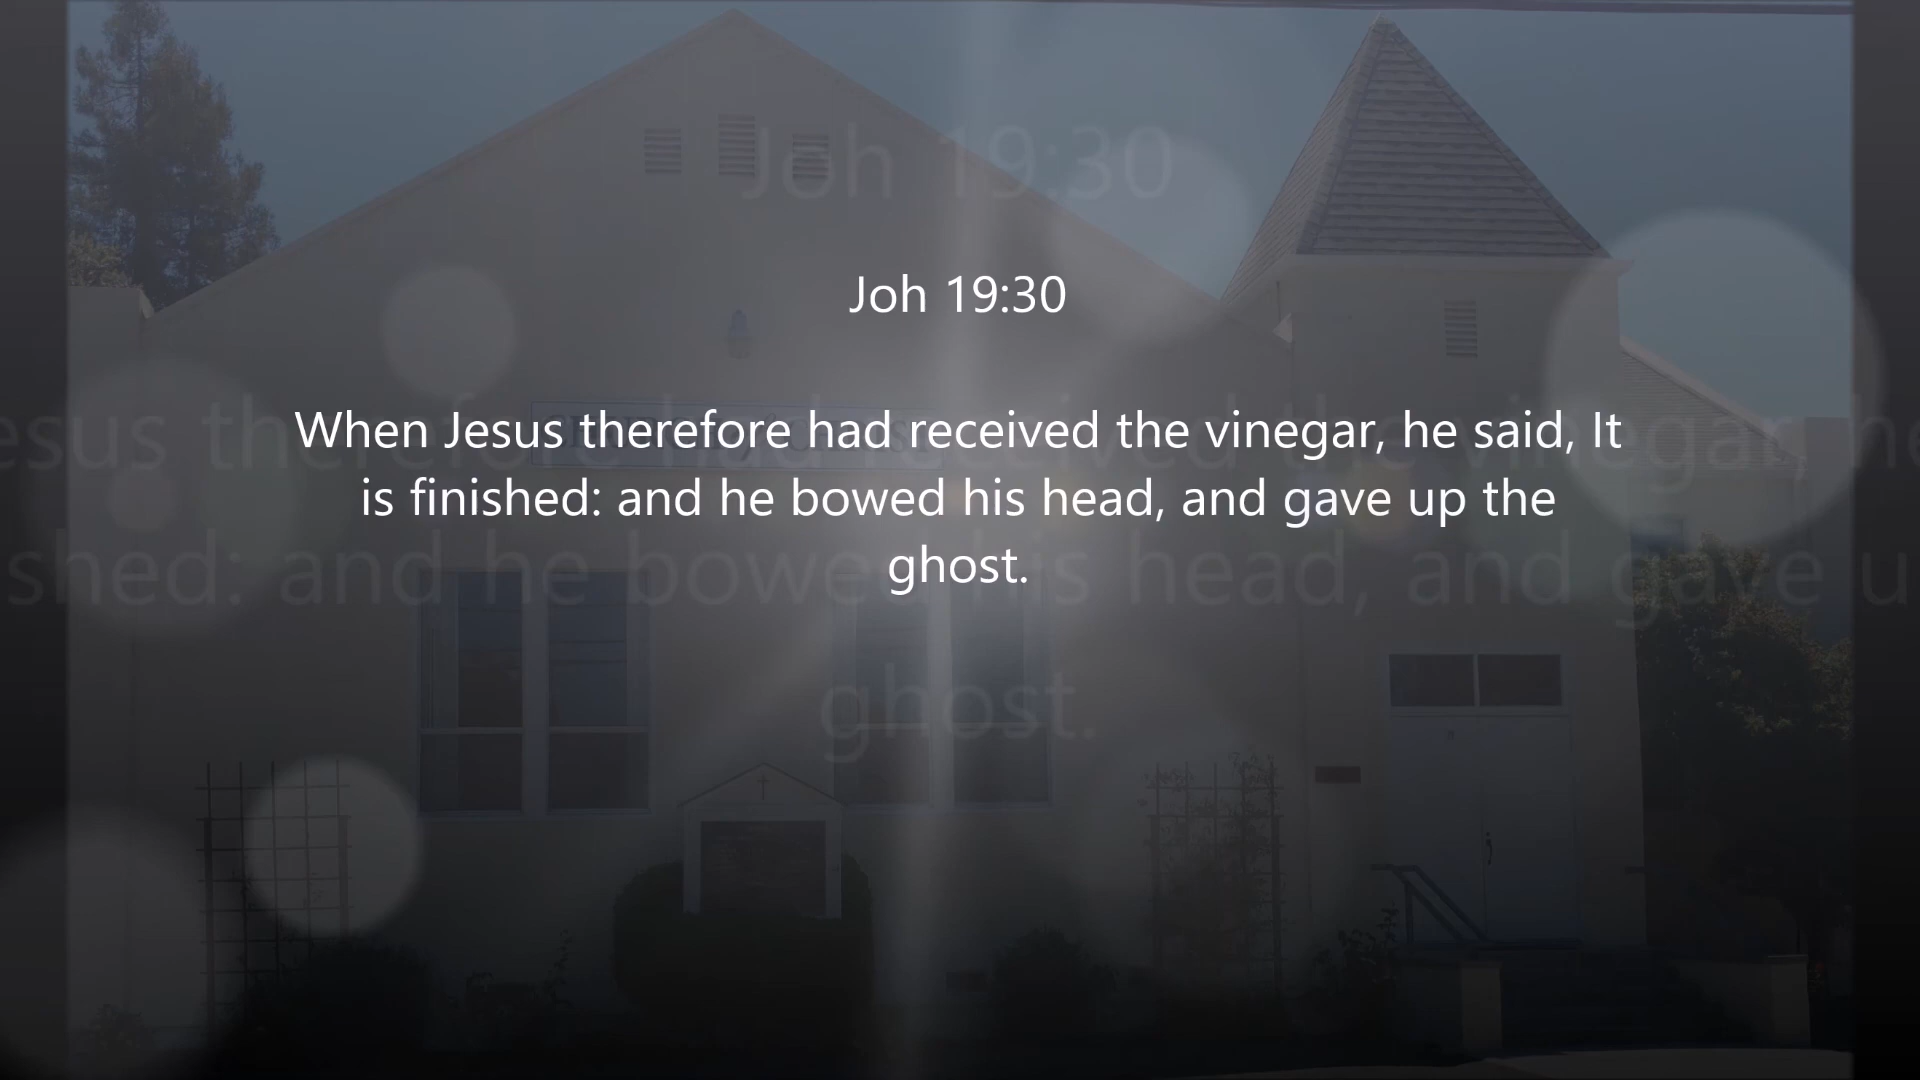 Joh 19:30
When Jesus therefore had received the vinegar, he said, It
is finished: and he bowed his head, and gave up the
ghost.